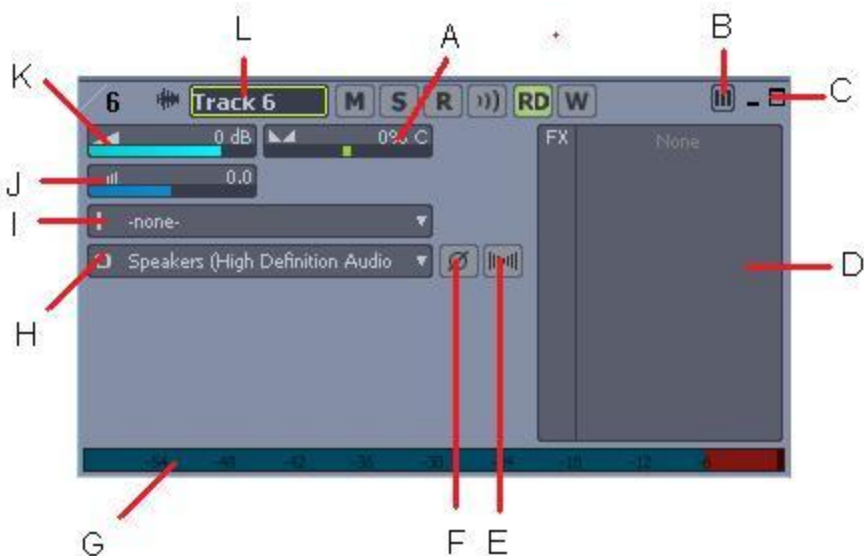 L
A
B
K
C
6 Track 6 M S R RD W
0 dB 0% C FX None
J
0.0
I
-none-
H
Speakers (High Definition Audio
D
-54 -48 -42 -36 -30 -24 -18 -12 -6
G
F E